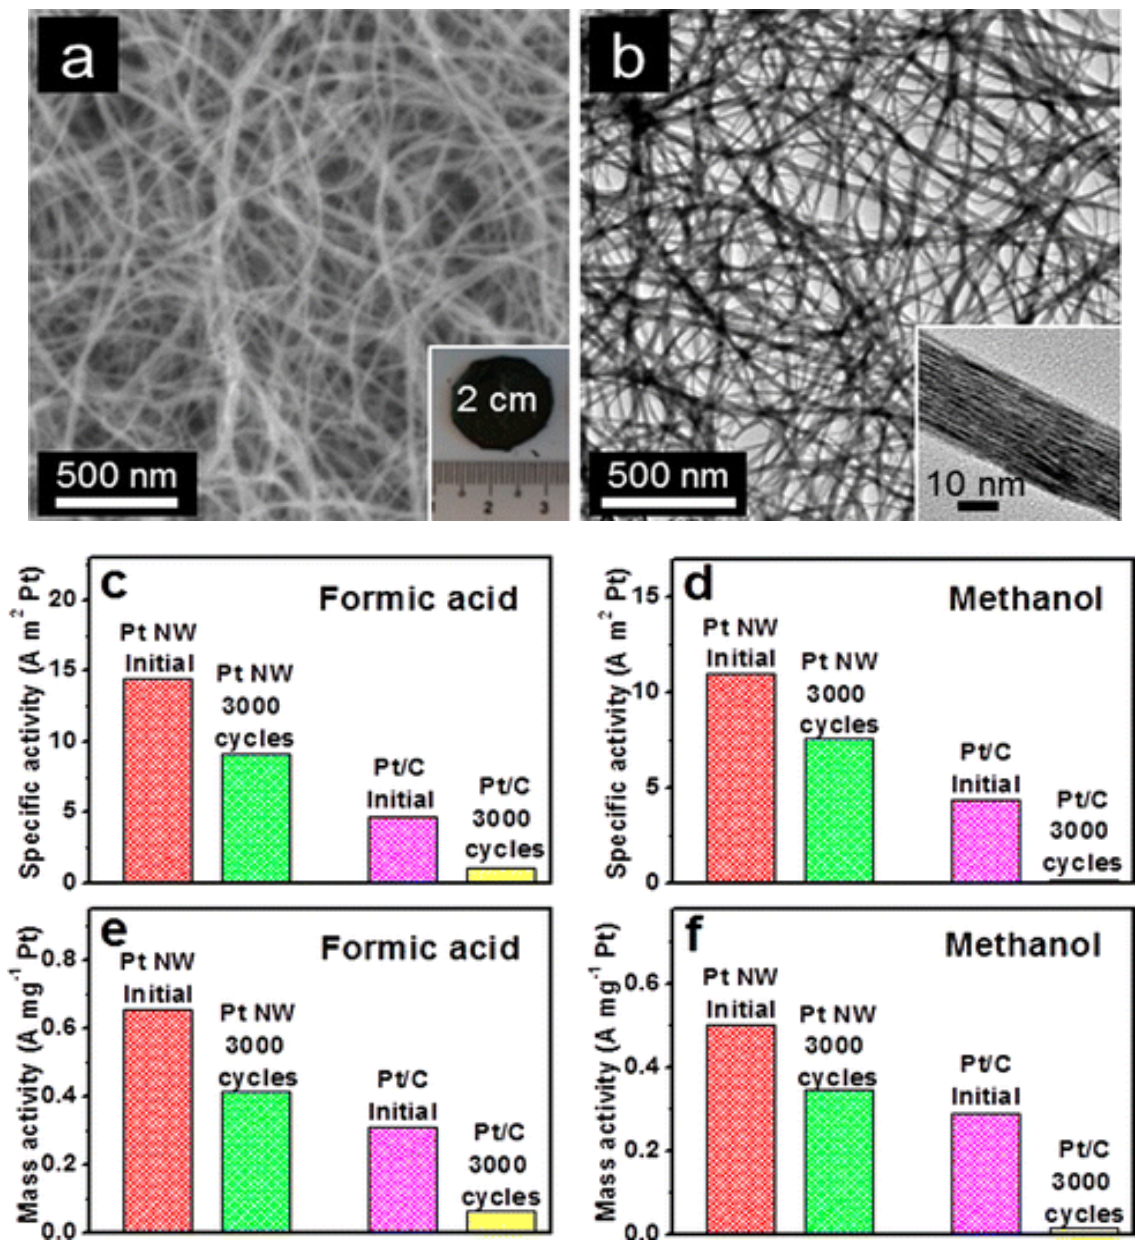 a
2 cm
500 nm
2 3
b
500 nm
10 nm
c
Formic acid
Specific activity (A m² Pt)
20
15
10
5
0
Pt NW
Initial
Pt NW
3000
cycles
Pt/C
Initial
Pt/C
3000
cycles
d
Methanol
Specific activity (A m² Pt)
15
10
5
0
Pt NW
Initial
Pt NW
3000
cycles
Pt/C
Initial
Pt/C
3000
cycles
e
Formic acid
Mass activity (A mg⁻¹ Pt)
0.8
0.6
0.4
0.2
0.0
Pt NW
Initial
Pt NW
3000
cycles
Pt/C
Initial
Pt/C
3000
cycles
f
Methanol
Mass activity (A mg⁻¹ Pt)
0.6
0.4
0.2
0.0
Pt NW
Initial
Pt NW
3000
cycles
Pt/C
Initial
Pt/C
3000
cycles